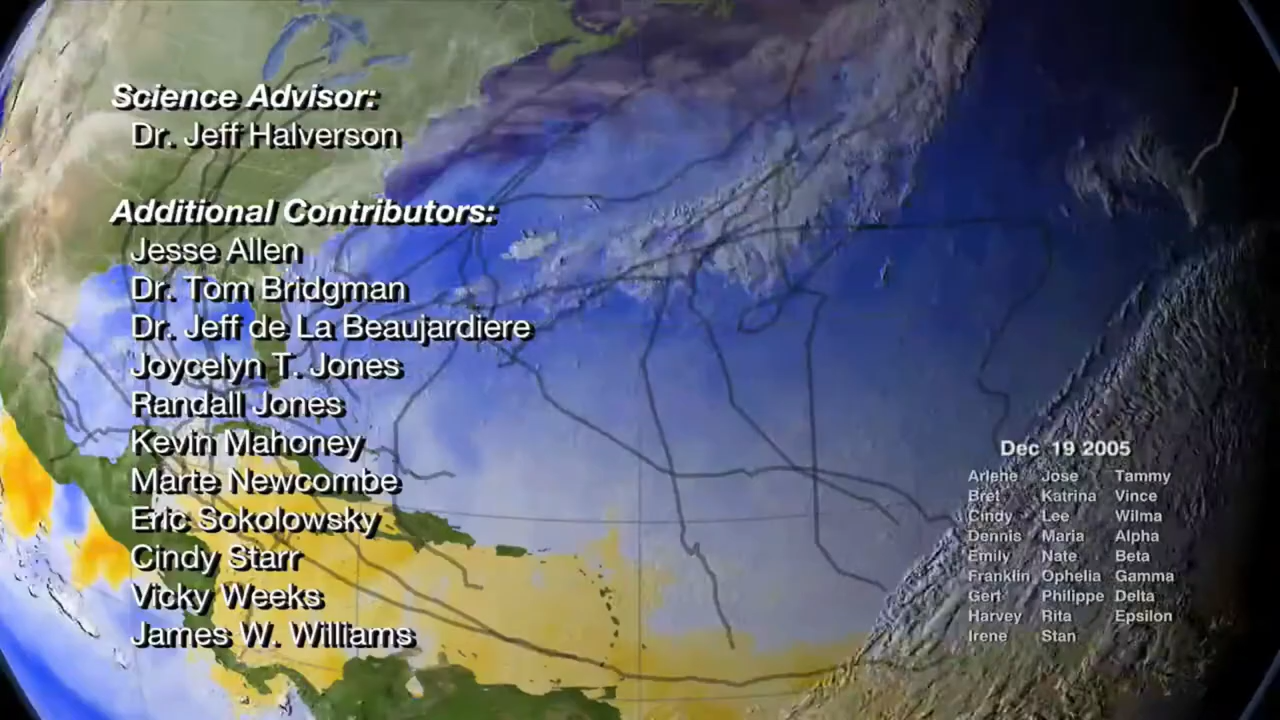 Science Advisor:
Dr. Jeff Halverson
Additional Contributors:
Jesse Allen
Dr. Tom Bridgman
Dr. Jeff de La Beaujardiere
Joycelyn T. Jones
Randall Jones
Kevin Mahoney
Marte Newcombe
Eric Sokolowsky
Cindy Starr
Vicky Weeks
James W. Williams
Dec 19 2005
Arlene Jose Tammy
Bret Katrina Vince
Cindy Lee Wilma
Dennis Maria Alpha
Emily Nate Beta
Franklin Ophelia Gamma
Gert Philippe Delta
Harvey Rita Epsilon
Irene Stan